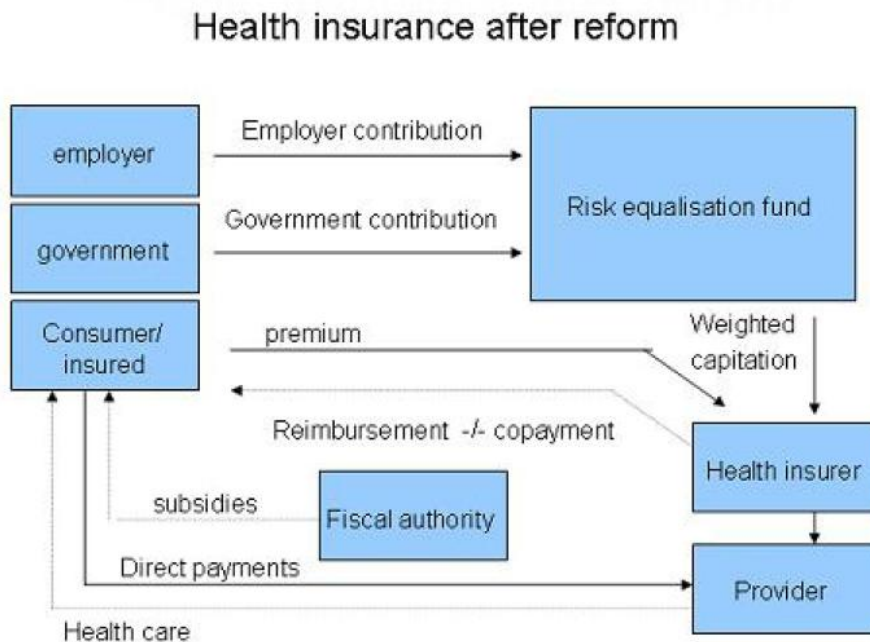 Health insurance after reform
employer
Employer contribution
Risk equalisation fund
government
Government contribution
Consumer/
insured
premium
Weighted
capitation
Reimbursement -/- copayment
Health insurer
subsidies
Fiscal authority
Direct payments
Provider
Health care